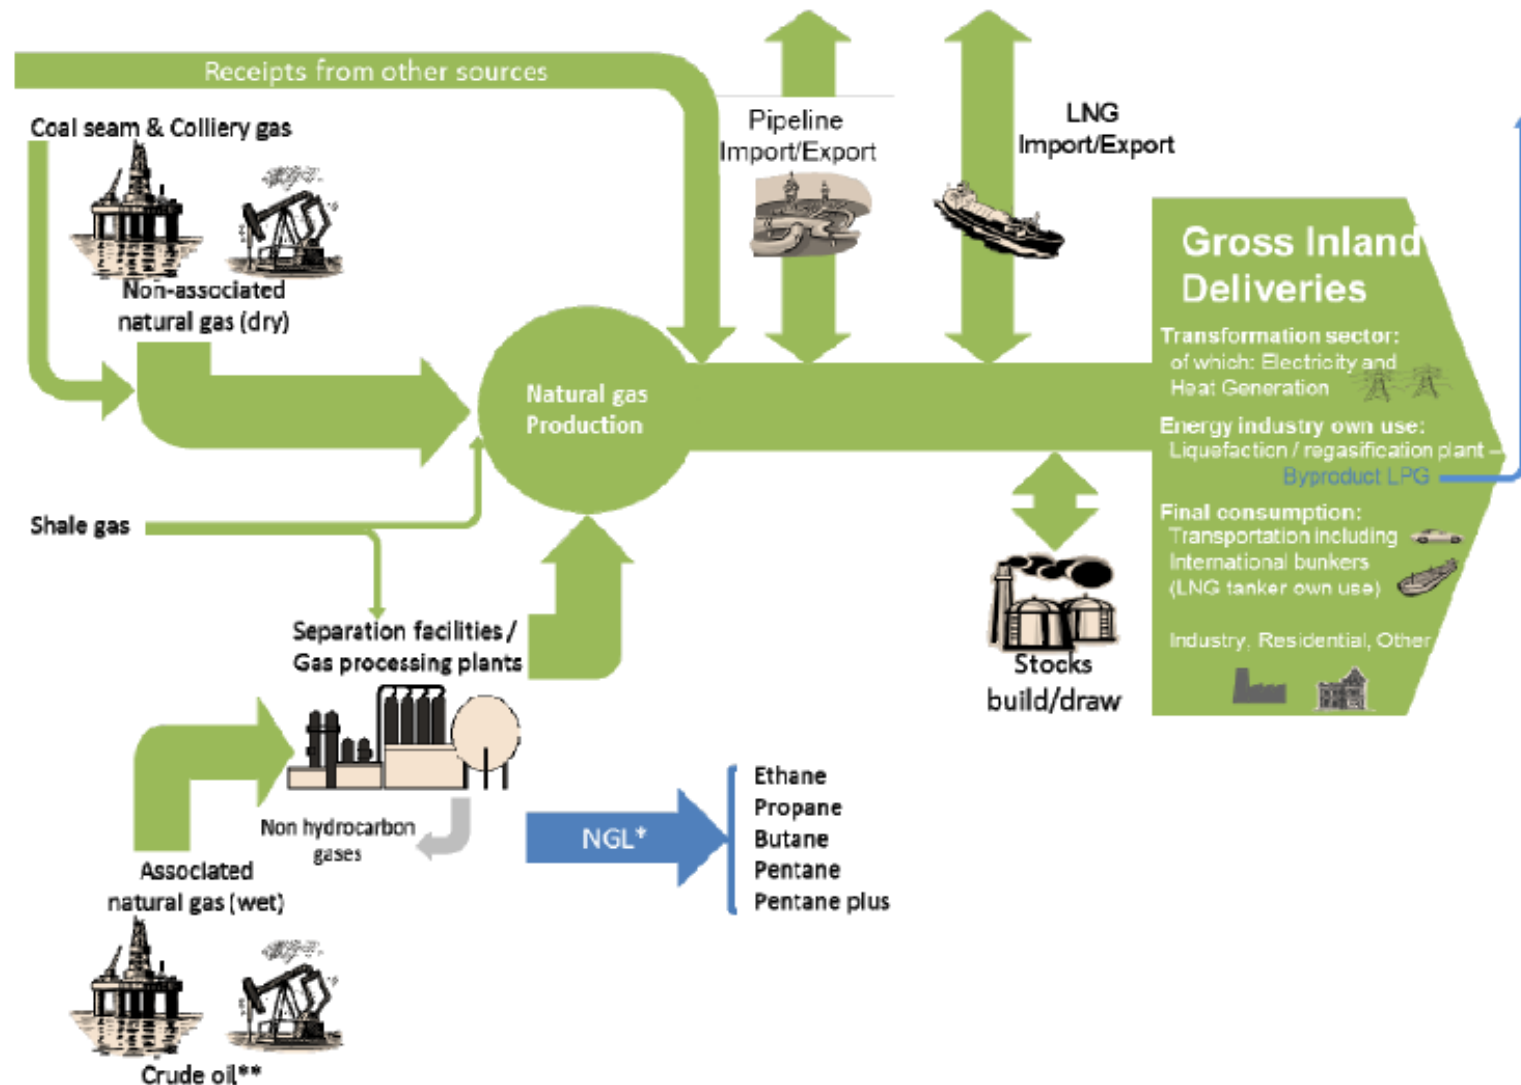 Receipts from other sources
Coal seam & Colliery gas
Non-associated
natural gas (dry)
Pipeline
Import/Export
LNG
Import/Export
Natural gas
Production
Shale gas
Separation facilities /
Gas processing plants
Non hydrocarbon
gases
Associated
natural gas (wet)
Crude oil**
NGL*
Ethane
Propane
Butane
Pentane
Pentane plus
Stocks
build/draw
Gross Inland
Deliveries
Transformation sector:
of which: Electricity and
Heat Generation
Energy industry own use:
Liquefaction / regasification plant –
Byproduct LPG
Final consumption:
Transportation including
International bunkers
(LNG tanker own use)
Industry, Residential, Other